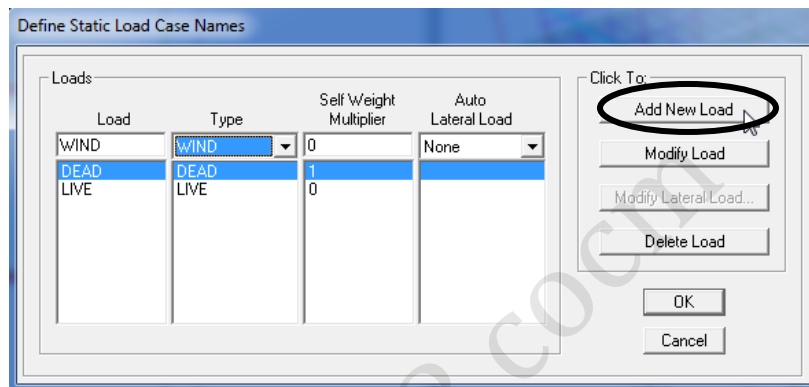 Define Static Load Case Names
Loads
Click To:
Load Type Self Weight Multiplier Auto Lateral Load
WIND WIND 0 None
DEAD DEAD 1
LIVE LIVE 0
Add New Load
Modify Load
Modify Lateral Load...
Delete Load
OK
Cancel